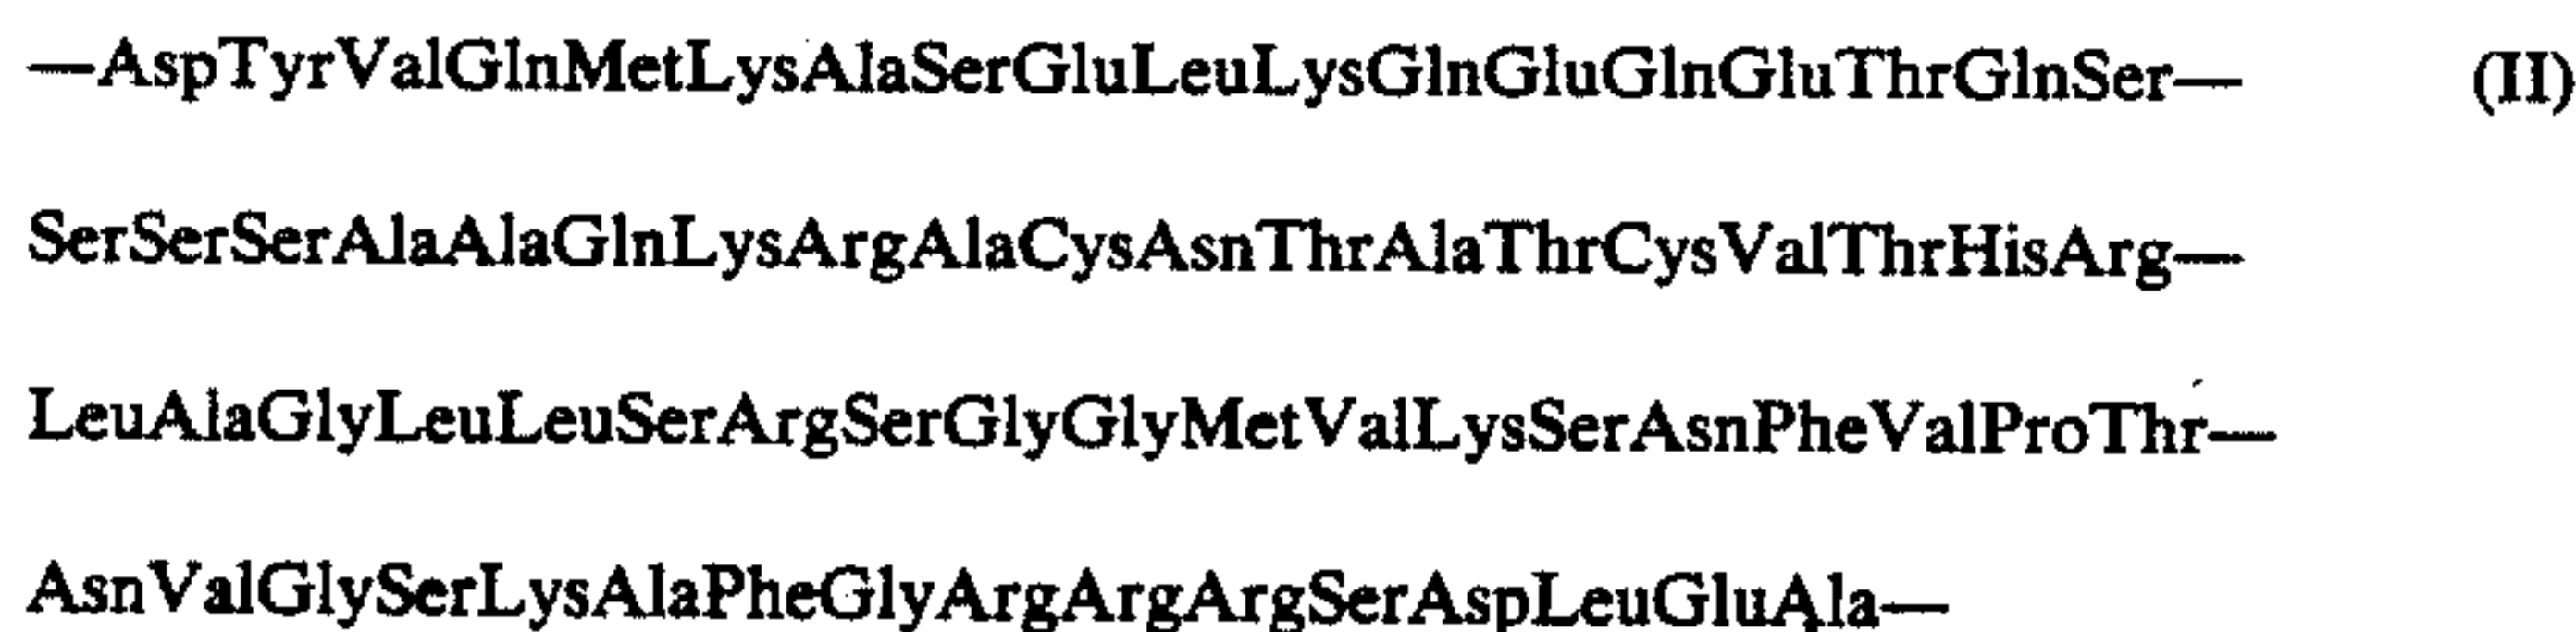 —AspTyrValGlnMetLysAlaSerGluLeuLysGlnGluGlnGluThrGlnSer— (II)
SerSerSerAlaAlaGlnLysArgAlaCysAsnThrAlaThrCysValThrHisArg—
LeuAlaGlyLeuLeuSerArgSerGlyGlyMetValLysSerAsnPheValProThr—
AsnValGlySerLysAlaPheGlyArgArgArgSerAspLeuGluAla—